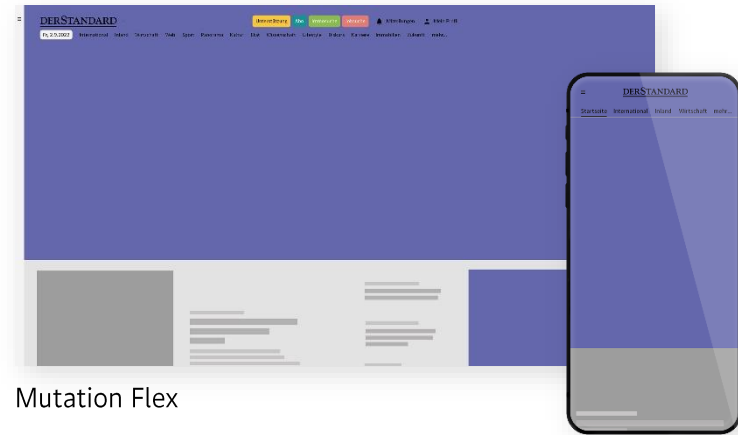 DERSTANDARD
Abo
Fr, 2.9.2022 International Inland Wirtschaft Web Sport Panorama Kultur Etat Wissenschaft Lifestyle Diskurs Karriere Immobilien Zukunft mehr...
DERSTANDARD
Startseite International Inland Wirtschaft mehr...
Mutation Flex